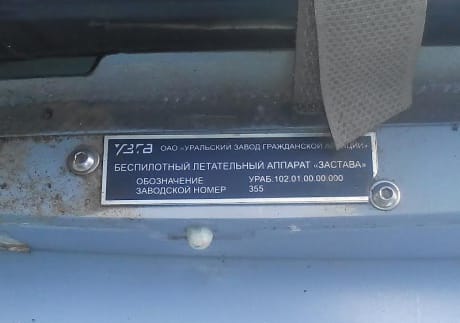 УЗГА ОАО «УРАЛЬСКИЙ ЗАВОД ГРАЖДАНСКОЙ АВИАЦИИ»
БЕСПИЛОТНЫЙ ЛЕТАТЕЛЬНЫЙ АППАРАТ «ЗАСТАВА»
ОБОЗНАЧЕНИЕ УРАБ.102.01.00.00.000
ЗАВОДСКОЙ НОМЕР 355